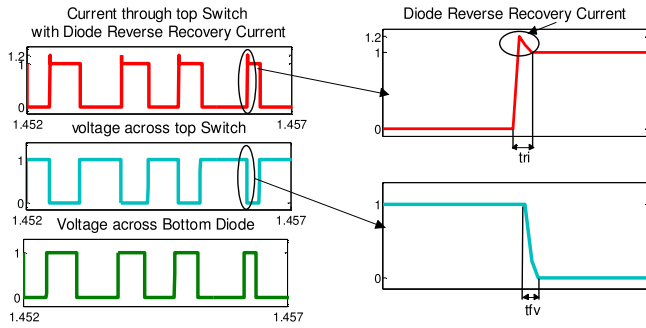 Current through top Switch
with Diode Reverse Recovery Current
1.2
1
0
1.452
1.457
voltage across top Switch
1
0
1.452
1.457
Voltage across Bottom Diode
1
0
1.452
1.457
Diode Reverse Recovery Current
1.2
1
0
tri
1
0
tfv